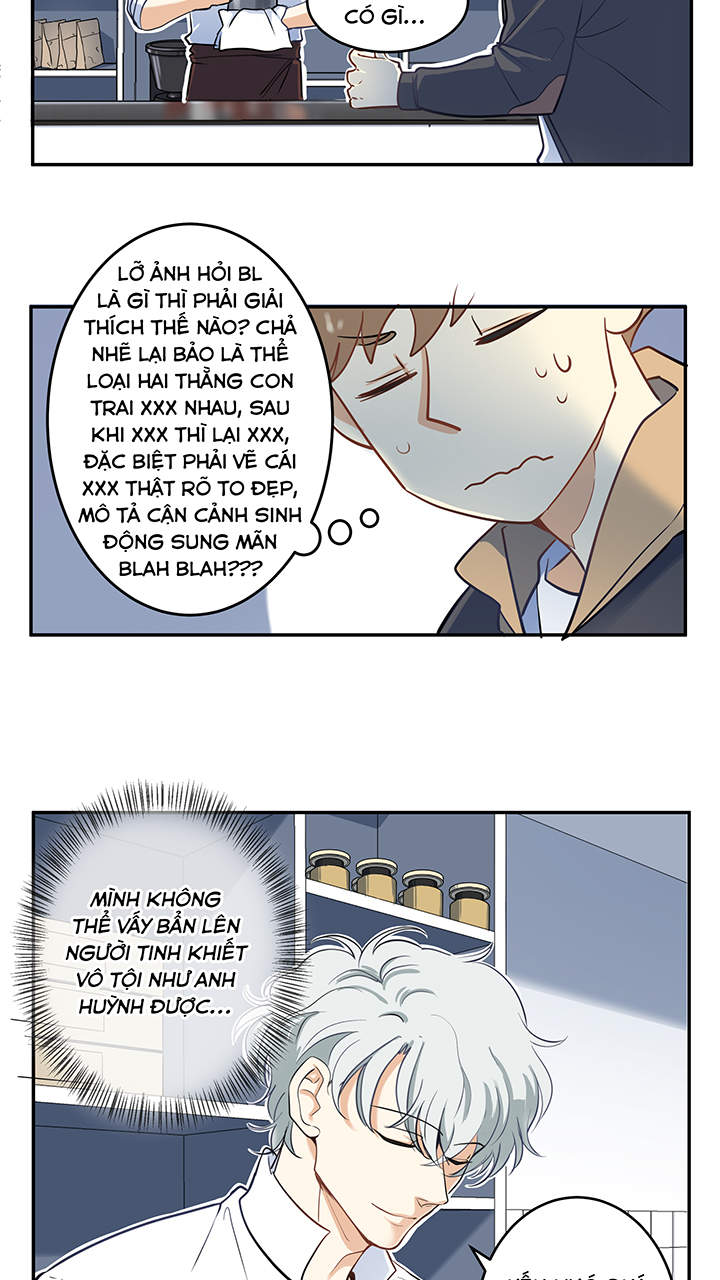 CÓ GÌ...
LỠ ẢNH HỎI BL
LÀ GÌ THÌ PHẢI GIẢI
THÍCH THẾ NÀO? CHẢ
NHẼ LẠI BẢO LÀ THỂ
LOẠI HAI THẰNG CON
TRAI XXX NHAU, SAU
KHI XXX THÌ LẠI XXX,
ĐẶC BIỆT PHẢI VẼ CÁI
XXX THẬT RÕ TO ĐẸP,
MÔ TẢ CẬN CẢNH SINH
ĐỘNG SUNG MÃN
BLAH BLAH???
MÌNH KHÔNG
THỂ VẤY BẨN LÊN
NGƯỜI TINH KHIẾT
VÔ TỘI NHƯ ANH
HUỲNH ĐƯỢC...